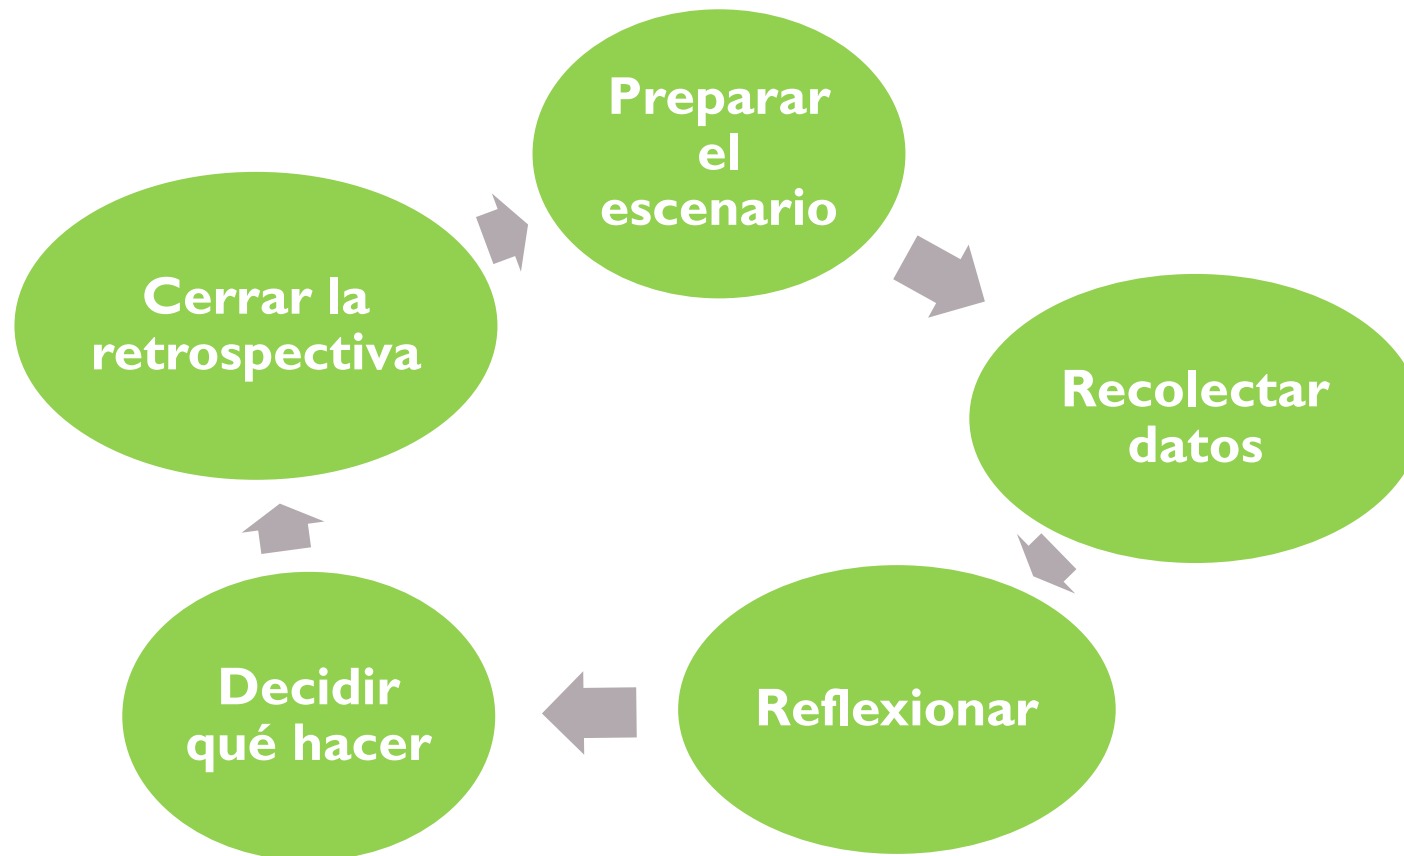 Preparar
el
escenario
Cerrar la
retrospectiva
Recolectar
datos
Decidir
qué hacer
Reflexionar